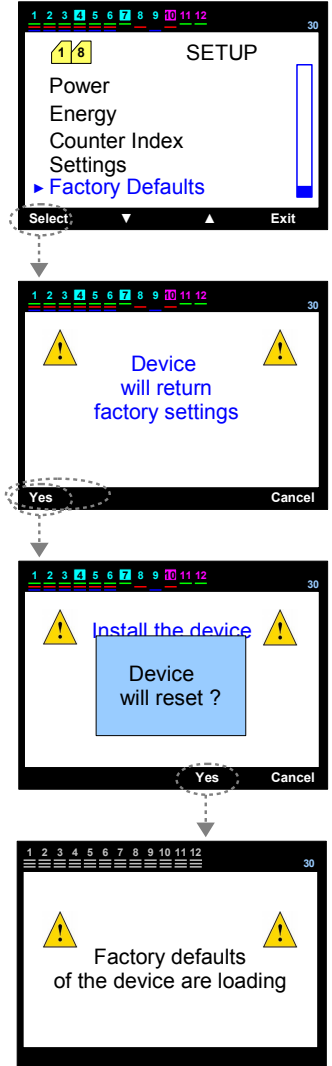 1 2 3 4 5 6 7 8 9 10 11 12
30
1 8 SETUP
Power
Energy
Counter Index
Settings
► Factory Defaults
Select ▼ ▲ Exit
1 2 3 4 5 6 7 8 9 10 11 12
30
! !
Device
will return
factory settings
Yes Cancel
1 2 3 4 5 6 7 8 9 10 11 12
30
! Install the device !
Device
will reset ?
Yes Cancel
1 2 3 4 5 6 7 8 9 10 11 12
30
! !
Factory defaults
of the device are loading